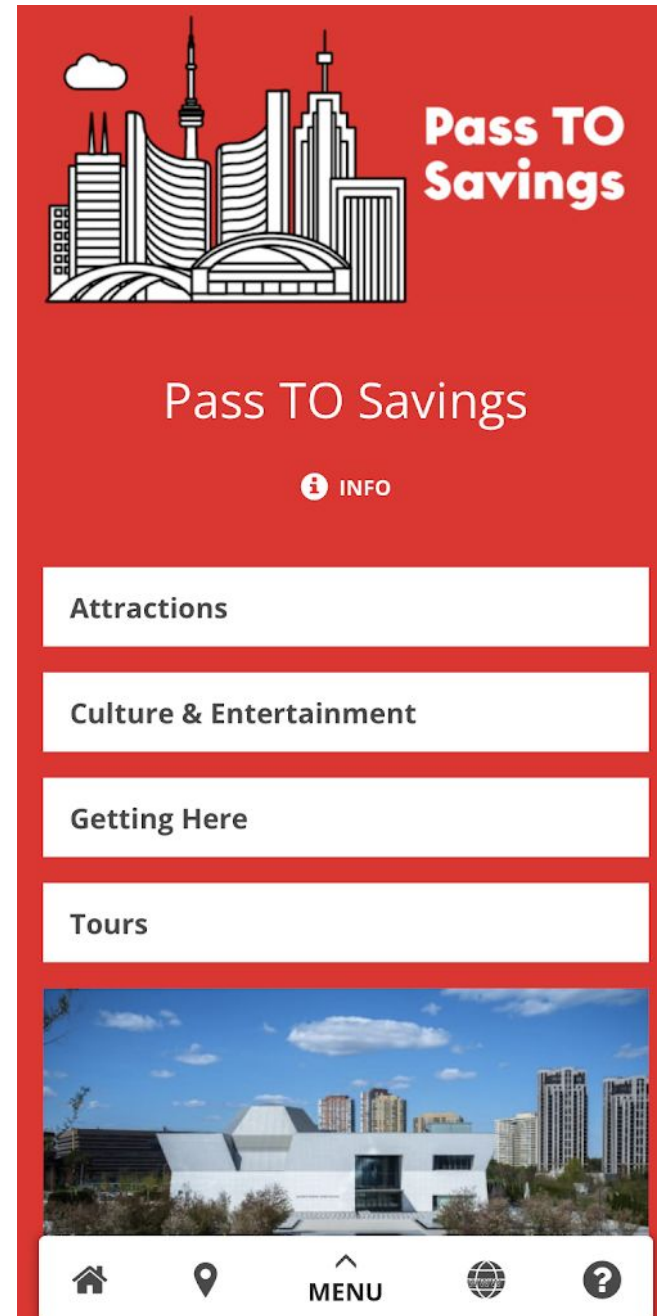 Pass TO
Savings
Pass TO Savings
INFO
Attractions
Culture & Entertainment
Getting Here
Tours
MENU